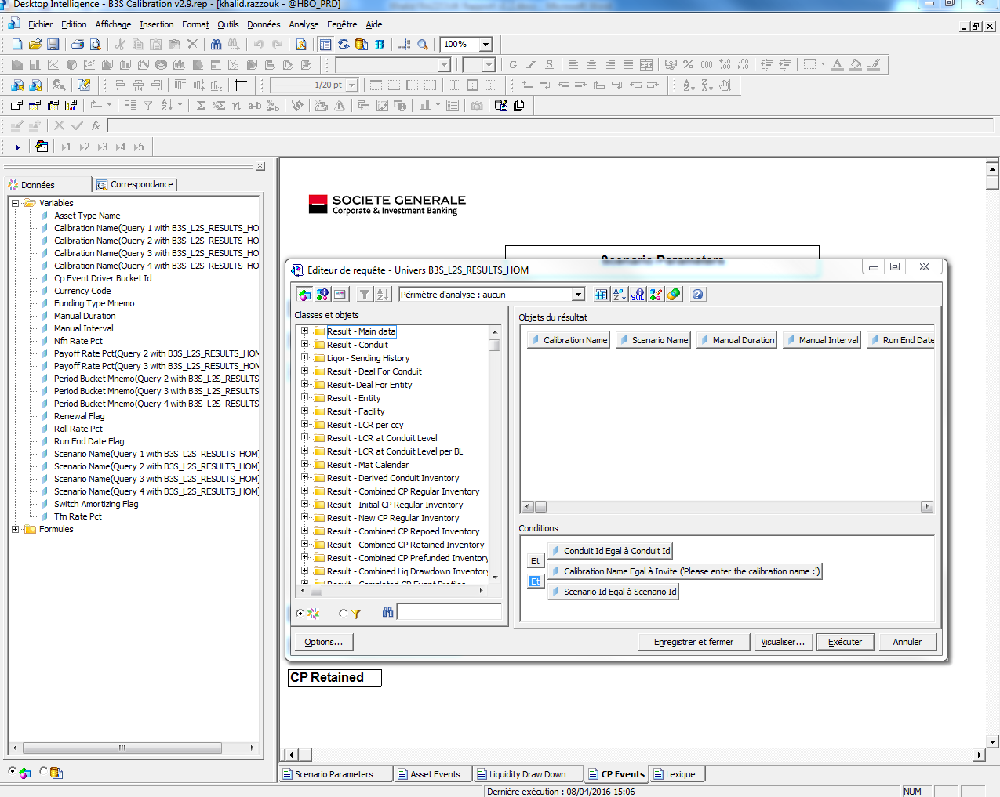 Desktop Intelligence - B3S Calibration v2.9.rep - [khalid.razzouk - @HBO_PRD]
Fichier Edition Affichage Insertion Format Outils Données Analyse Fenêtre Aide
100%
G I S % 000
1/20 pt
Σ %Σ n a-b
fx
1 2 3 4 5
Données Correspondance
Variables
Asset Type Name
Calibration Name(Query 1 with B3S_L2S_RESULTS_HO
Calibration Name(Query 2 with B3S_L2S_RESULTS_HO
Calibration Name(Query 3 with B3S_L2S_RESULTS_HO
Calibration Name(Query 4 with B3S_L2S_RESULTS_HO
Cp Event Driver Bucket Id
Currency Code
Funding Type Mnemo
Manual Duration
Manual Interval
Nfn Rate Pct
Payoff Rate Pct(Query 2 with B3S_L2S_RESULTS_HOM
Payoff Rate Pct(Query 3 with B3S_L2S_RESULTS_HOM
Period Bucket Mnemo(Query 2 with B3S_L2S_RESULTS
Period Bucket Mnemo(Query 3 with B3S_L2S_RESULTS
Period Bucket Mnemo(Query 4 with B3S_L2S_RESULTS
Renewal Flag
Roll Rate Pct
Run End Date Flag
Scenario Name(Query 1 with B3S_L2S_RESULTS_HOM)
Scenario Name(Query 2 with B3S_L2S_RESULTS_HOM)
Scenario Name(Query 3 with B3S_L2S_RESULTS_HOM)
Scenario Name(Query 4 with B3S_L2S_RESULTS_HOM)
Switch Amortizing Flag
Tfn Rate Pct
Formules
SOCIETE GENERALE
Corporate & Investment Banking
Scenario Parameters
Editeur de requête - Univers B3S_L2S_RESULTS_HOM
Périmètre d'analyse : aucun
SQL
Classes et objets
Result - Main data
Result - Conduit
Liqor- Sending History
Result - Deal For Conduit
Result- Deal For Entity
Result - Entity
Result - Facility
Result - LCR per ccy
Result - LCR at Conduit Level
Result - LCR at Conduit Level per BL
Result - Mat Calendar
Result - Derived Conduit Inventory
Result - Combined CP Regular Inventory
Result - Initial CP Regular Inventory
Result - New CP Regular Inventory
Result - Combined CP Repoed Inventory
Result - Combined CP Retained Inventory
Result - Combined CP Prefunded Inventory
Result - Combined Liq Drawdown Inventory
Result - Completed CP Event Profiles
Objets du résultat
Calibration Name Scenario Name Manual Duration Manual Interval Run End Date
Conditions
Et
Et
Conduit Id Egal à Conduit Id
Calibration Name Egal à Invite ('Please enter the calibration name :')
Scenario Id Egal à Scenario Id
Options... Enregistrer et fermer Visualiser... Exécuter Annuler
CP Retained
Scenario Parameters Asset Events Liquidity Draw Down CP Events Lexique
Dernière exécution : 08/04/2016 15:06 NUM